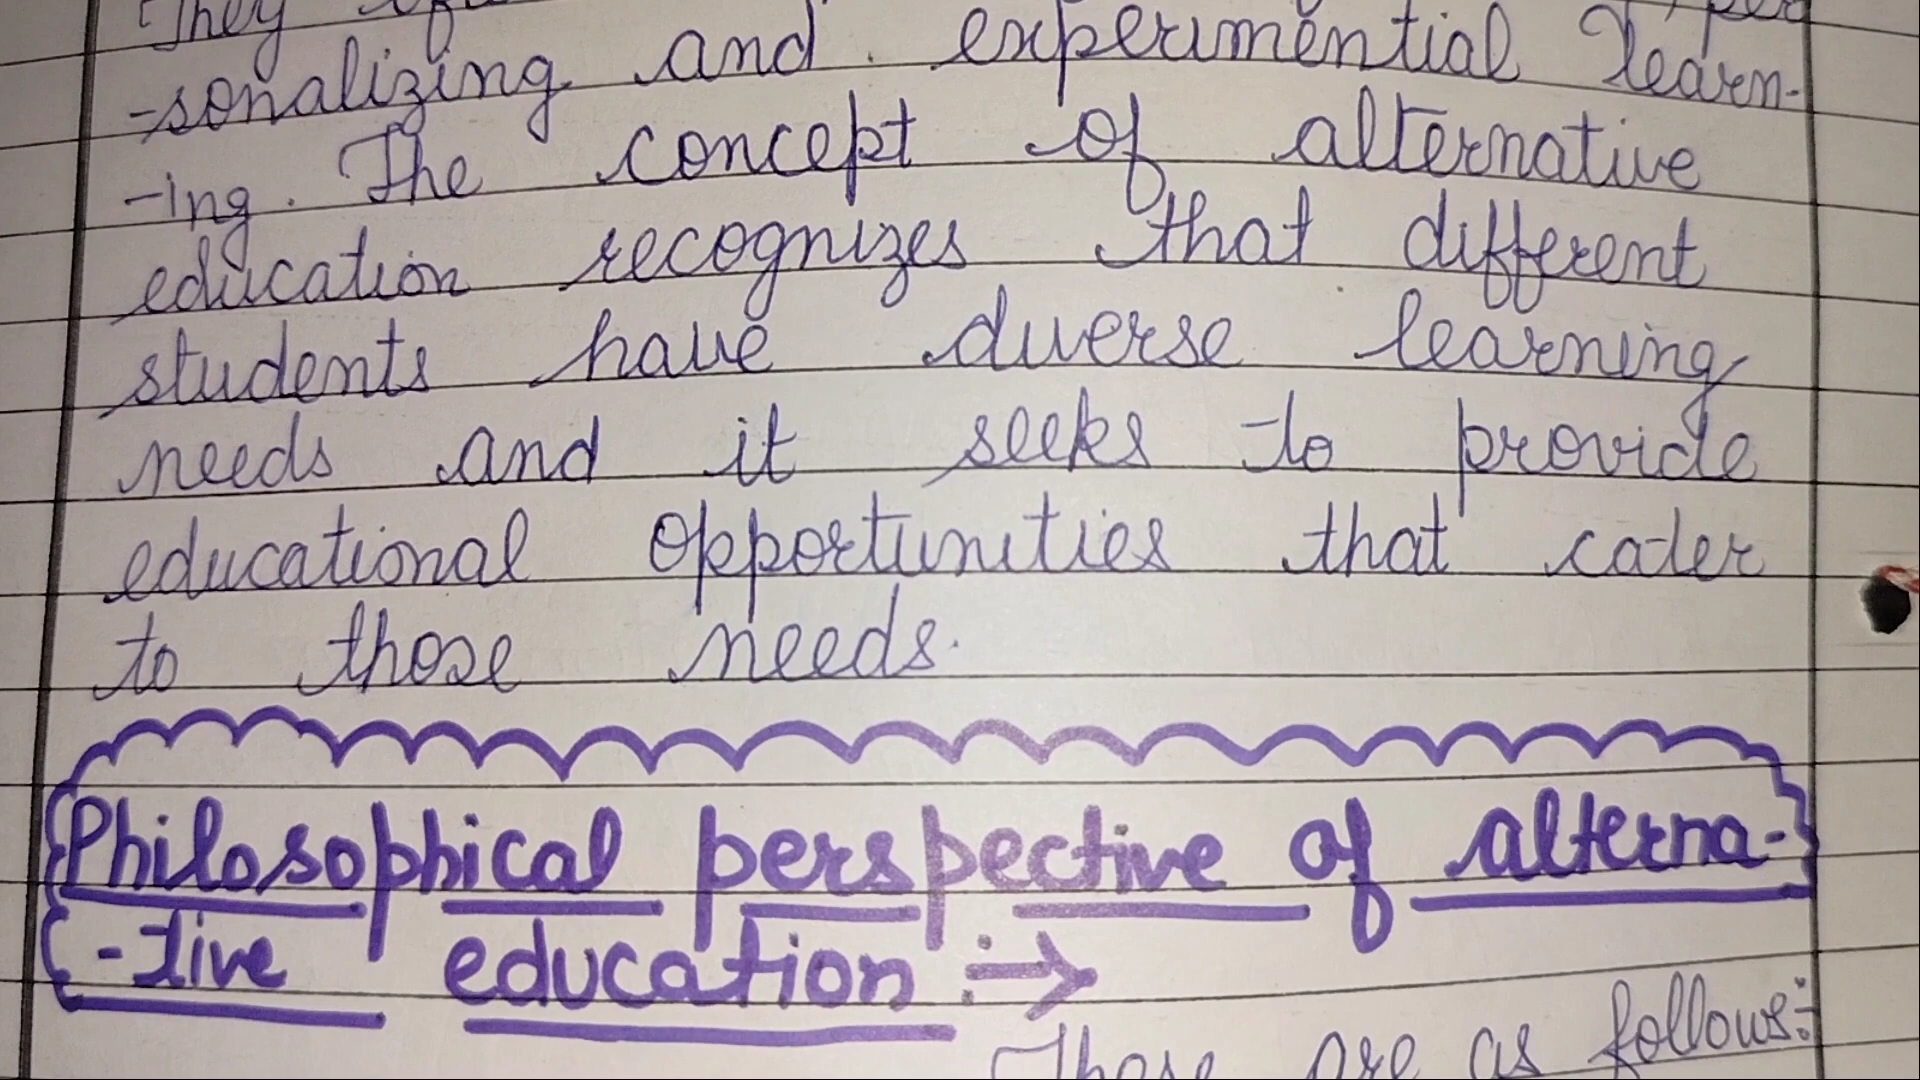 They
-sonalizing and experimential learn-
-ing. The concept of alternative
education recognizes that different
students have diverse learning
needs and it seeks to provide
educational opportunities that cater
to those needs.
Philosophical perspective of alterna-
-tive education :→
These are as follows:-